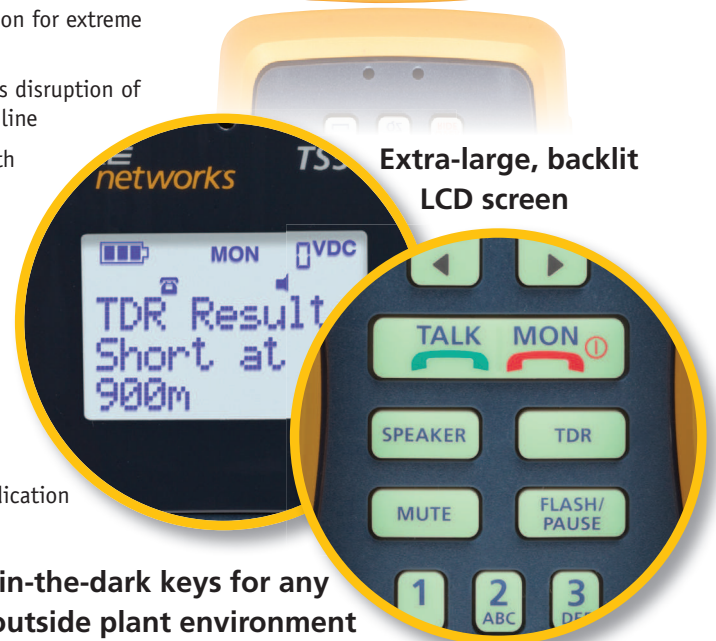 on for extreme
s disruption of
line
th
networks
TS5
Extra-large, backlit
LCD screen
MON VDC
TDR Result
Short at
900m
TALK MON
SPEAKER TDR
MUTE FLASH/
PAUSE
1 2 3
ABC
lication
in-the-dark keys for any
outside plant environment